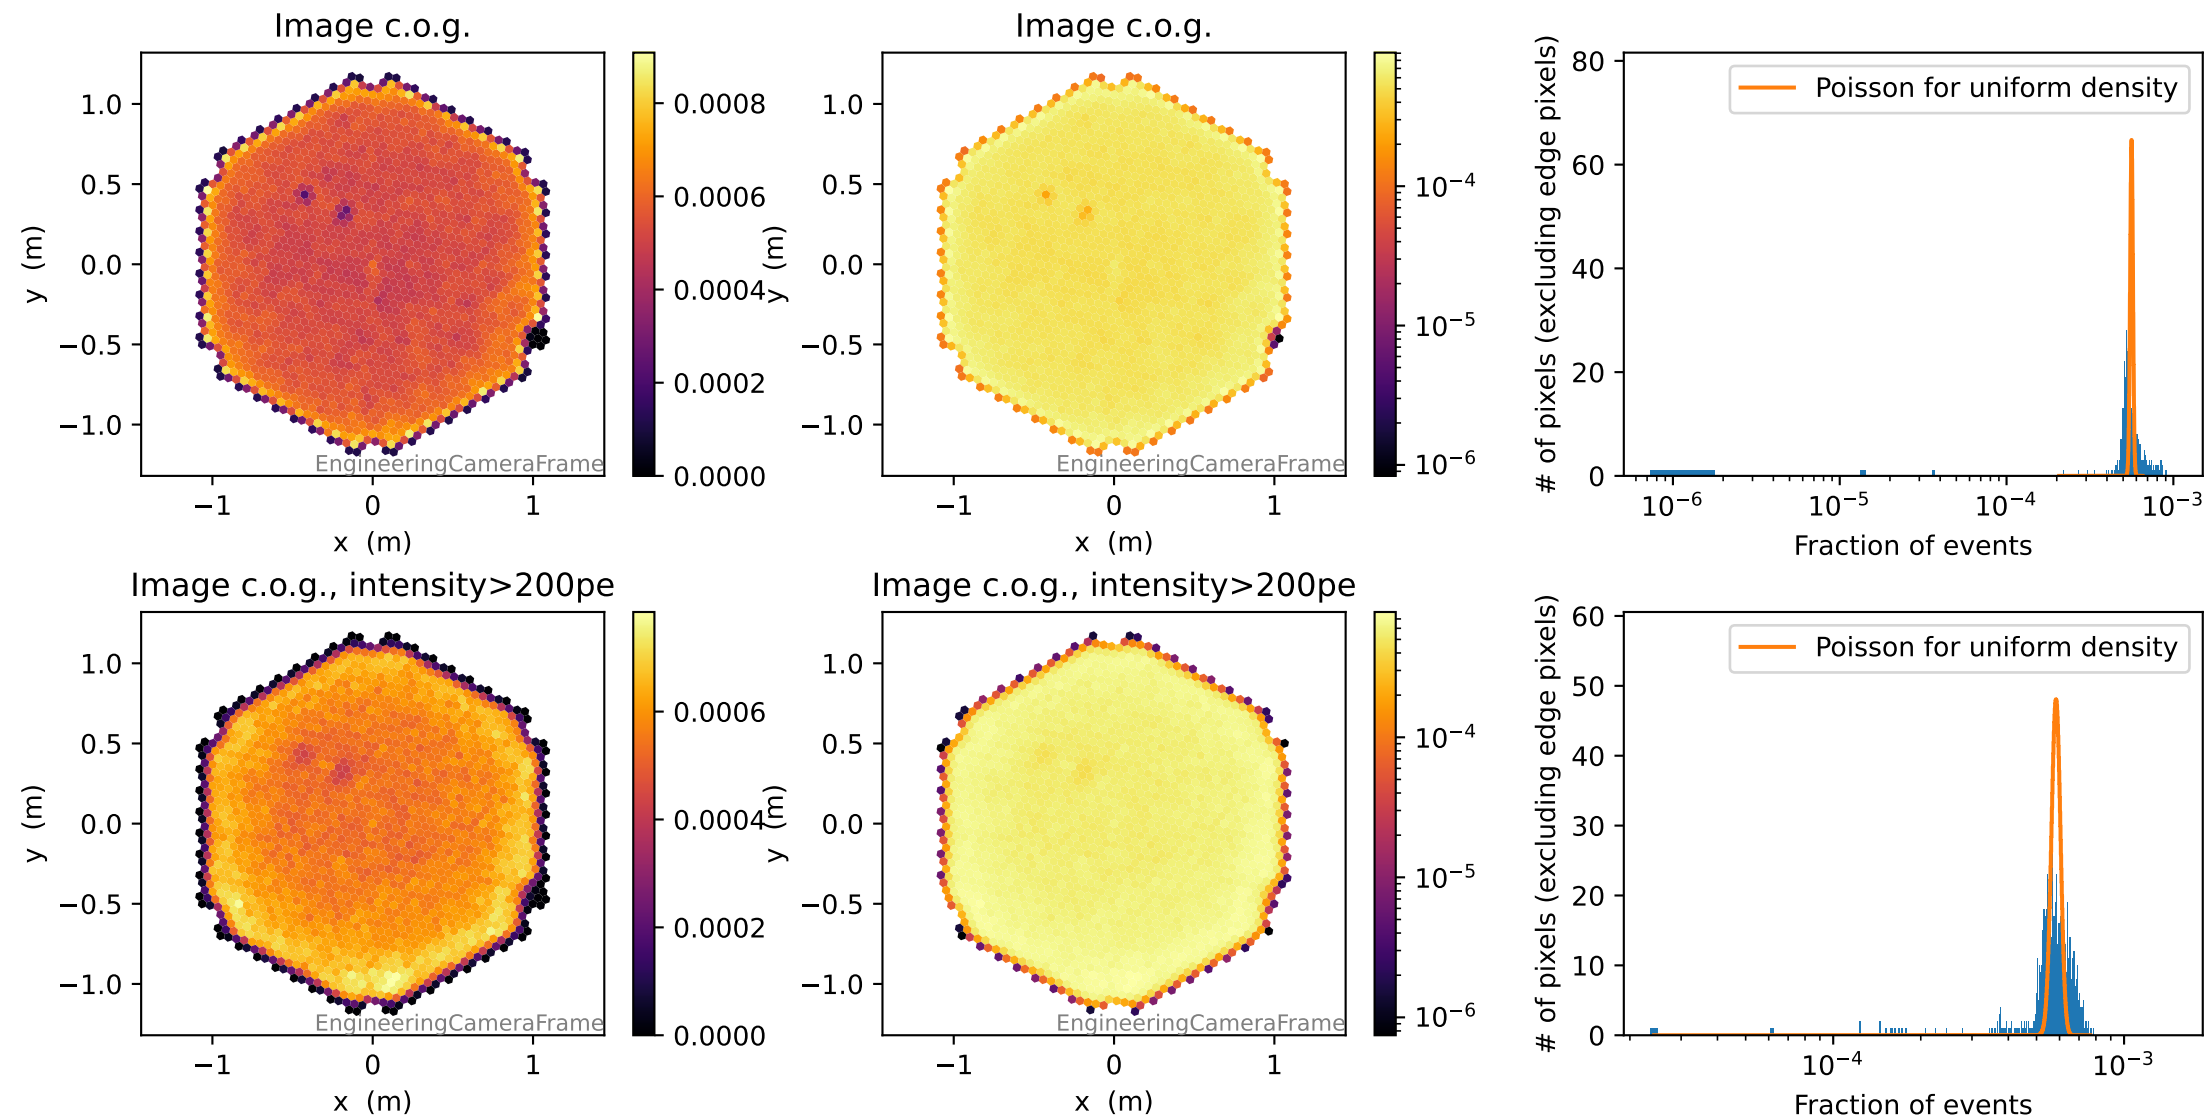 Image c.o.g.
1.0
0.5
0.0
−0.5
−1.0
y (m)
−1
0
1
x (m)
EngineeringCameraFrame
0.0008
0.0006
0.0004
0.0002
0.0000
Image c.o.g.
1.0
0.5
0.0
−0.5
−1.0
y (m)
−1
0
1
x (m)
EngineeringCameraFrame
10⁻⁴
10⁻⁵
10⁻⁶
# of pixels (excluding edge pixels)
80
60
40
20
0
Poisson for uniform density
10⁻⁶
10⁻⁵
10⁻⁴
10⁻³
Fraction of events
Image c.o.g., intensity>200pe
1.0
0.5
0.0
−0.5
−1.0
y (m)
−1
0
1
x (m)
EngineeringCameraFrame
0.0006
0.0004
0.0002
0.0000
Image c.o.g., intensity>200pe
1.0
0.5
0.0
−0.5
−1.0
y (m)
−1
0
1
x (m)
EngineeringCameraFrame
10⁻⁴
10⁻⁵
10⁻⁶
# of pixels (excluding edge pixels)
60
50
40
30
20
10
0
Poisson for uniform density
10⁻⁴
10⁻³
Fraction of events